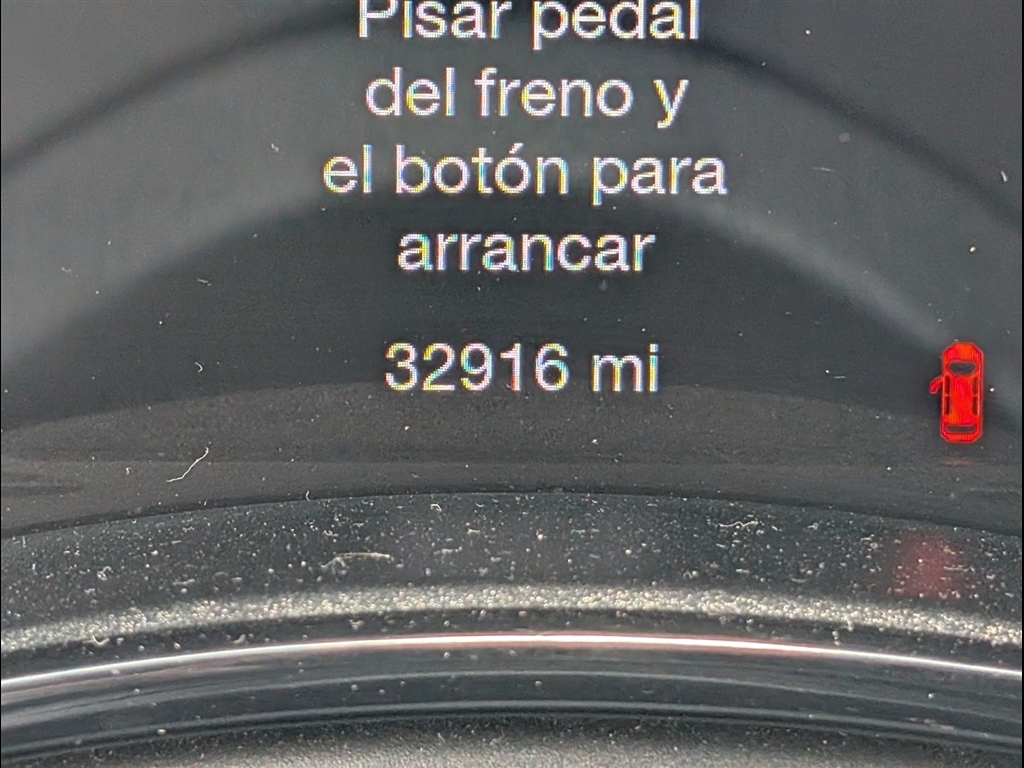 Pisar pedal
del freno y
el botón para
arrancar
32916 mi